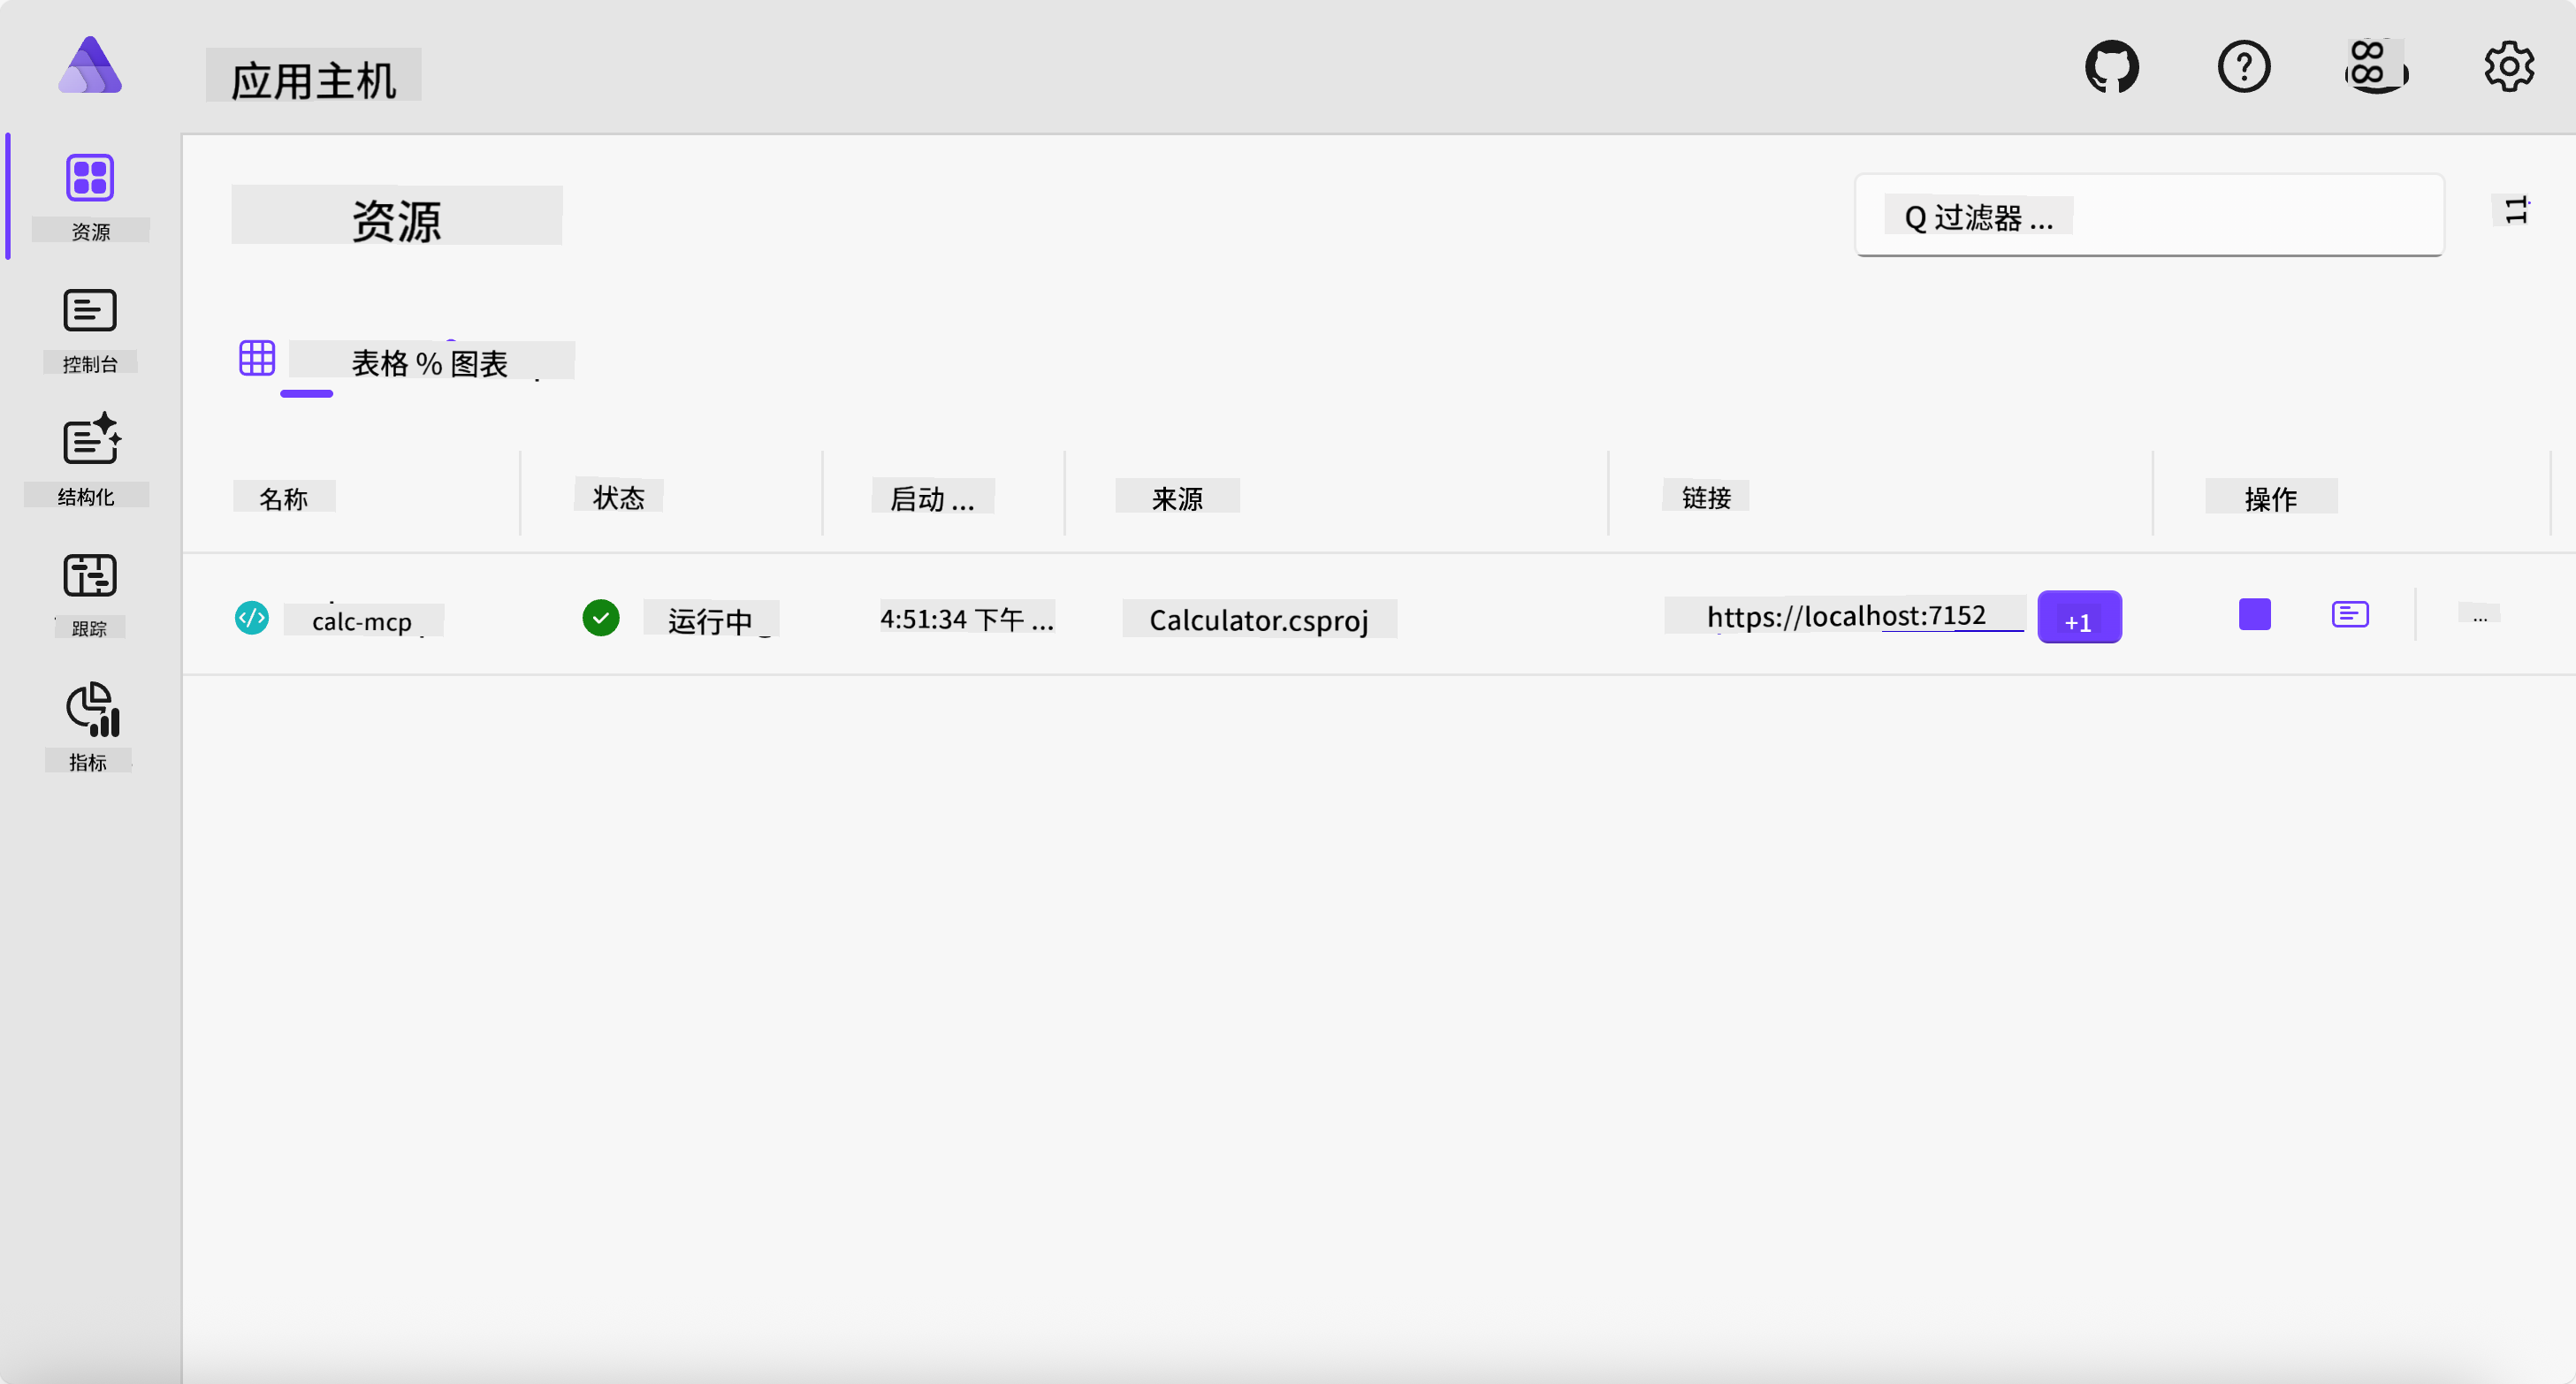 应用主机
资源
控制台
结构化
跟踪
指标
资源
Q 过滤器 ...
11
表格 % 图表
名称 状态 启动 ... 来源 链接 操作
calc-mcp 运行中 4:51:34 下午 ... Calculator.csproj https://localhost:7152 +1 ...